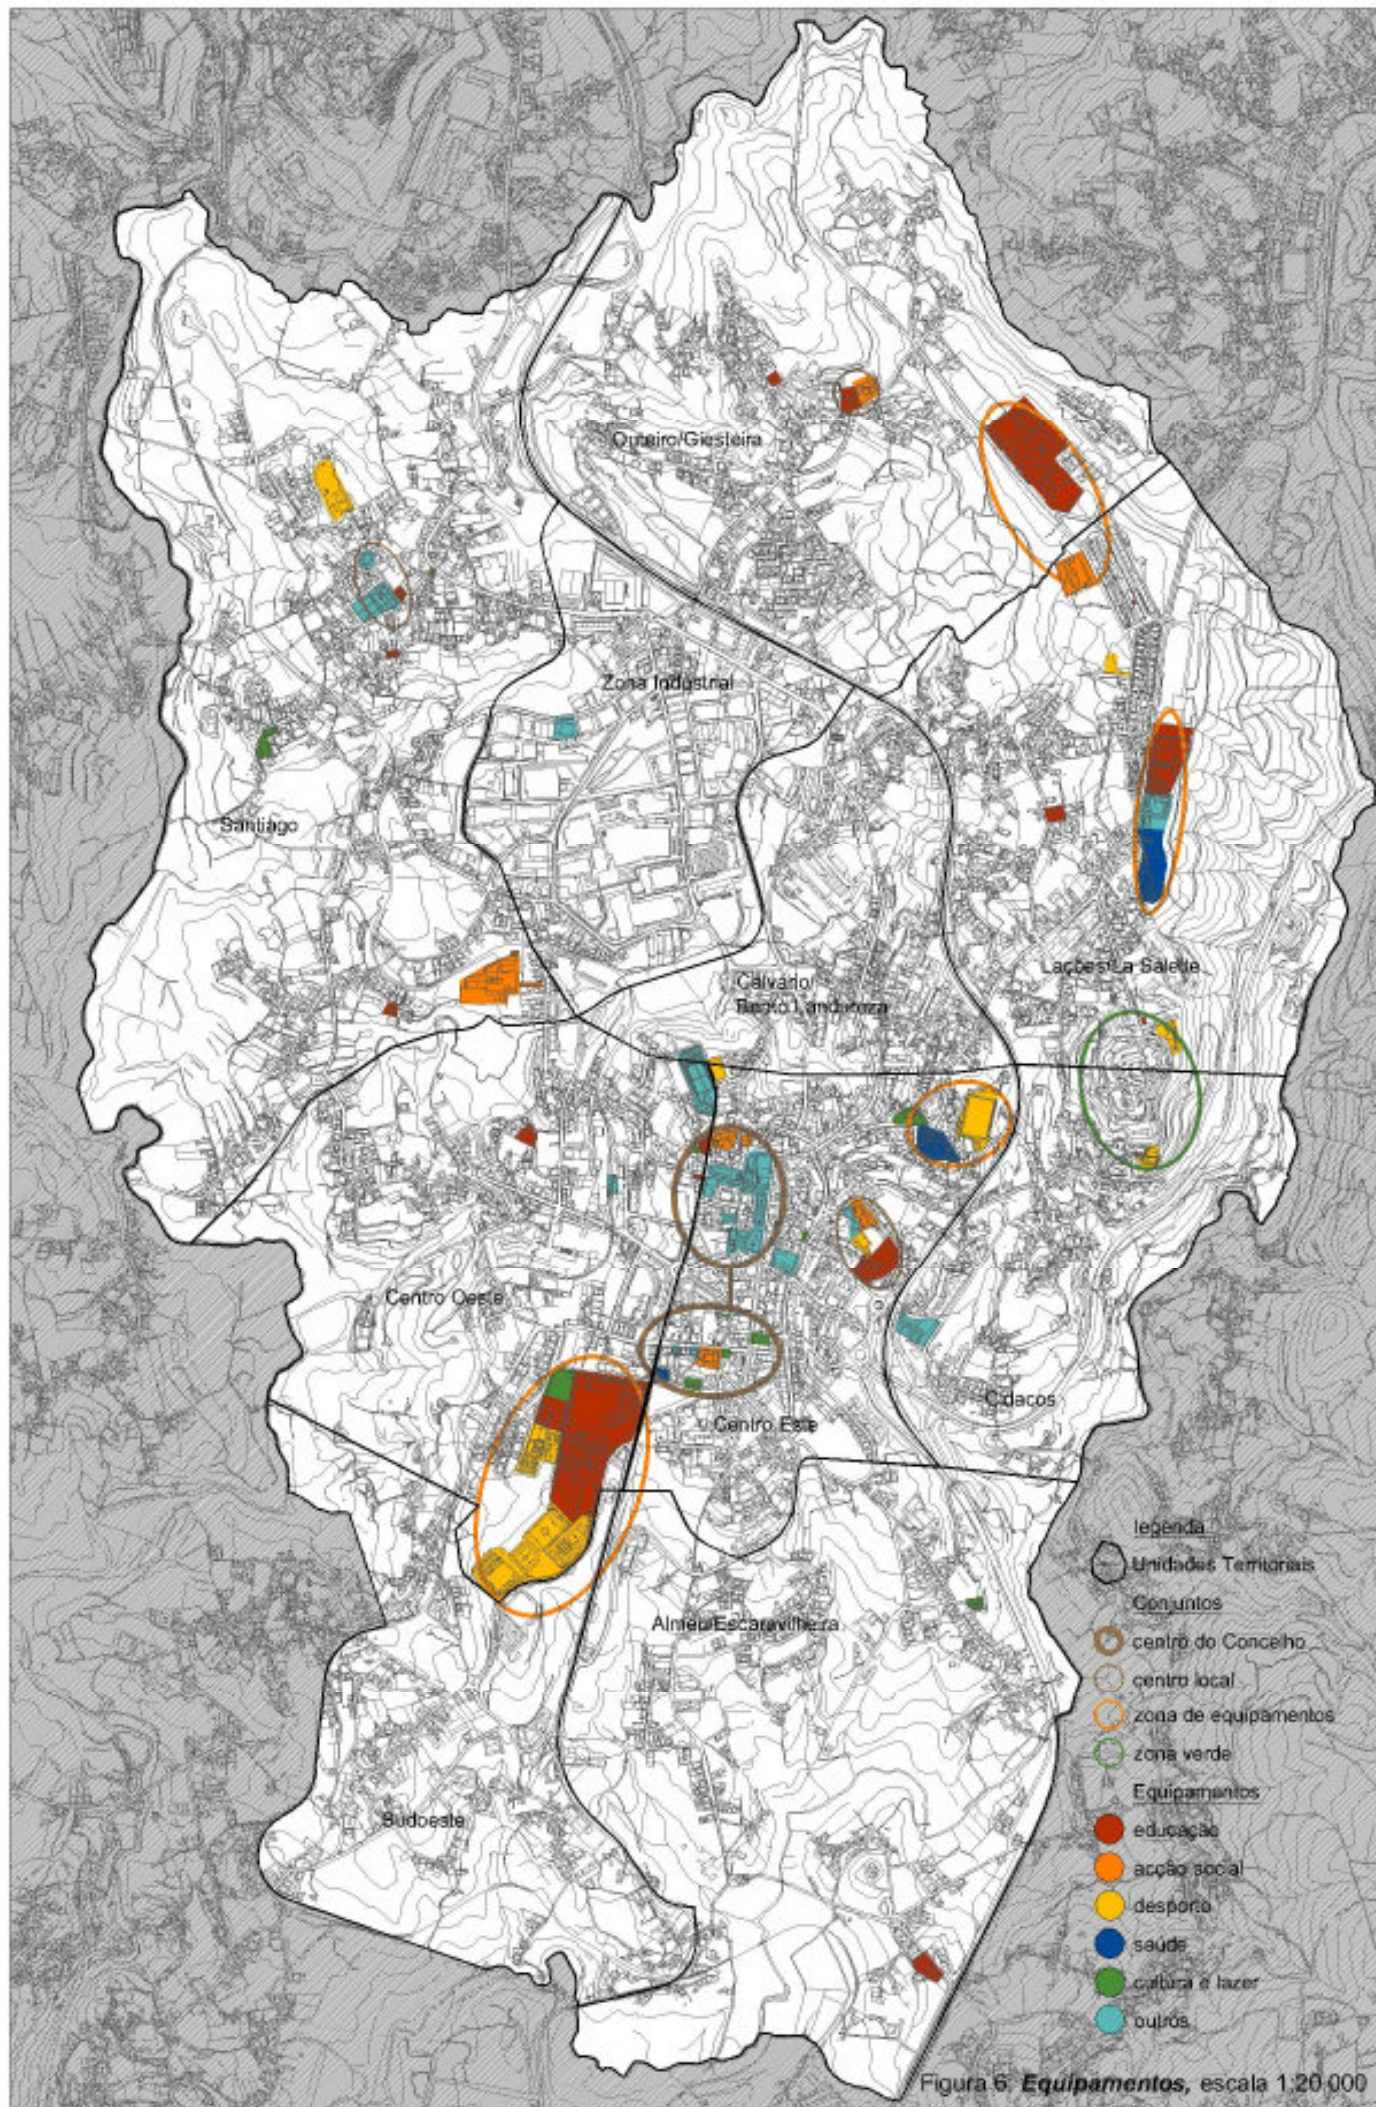 Outeiro/Giesteira
Zona Industrial
Santiago
Lações/La Salette
Calvário/
Centro Oeste
Cidacos
Centro Este
Almeu/Escaravilheira
Sudoeste
legenda
Unidades Territoriais
Conjuntos
centro do Concelho
centro local
zona de equipamentos
zona verde
Equipamentos
educação
acção social
desporto
saúde
cultura e lazer
outros
Figura 6. Equipamentos, escala 1:20 000